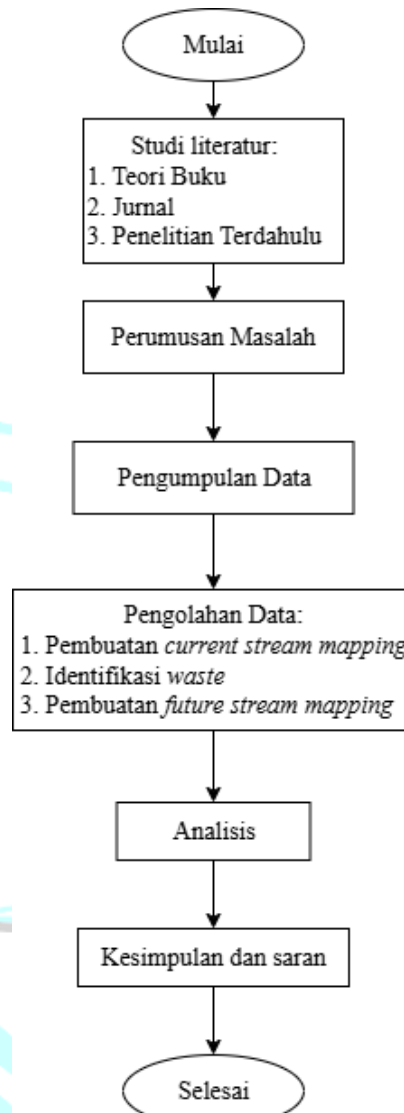 Mulai
Studi literatur:
1. Teori Buku
2. Jurnal
3. Penelitian Terdahulu
Perumusan Masalah
Pengumpulan Data
Pengolahan Data:
1. Pembuatan current stream mapping
2. Identifikasi waste
3. Pembuatan future stream mapping
Analisis
Kesimpulan dan saran
Selesai